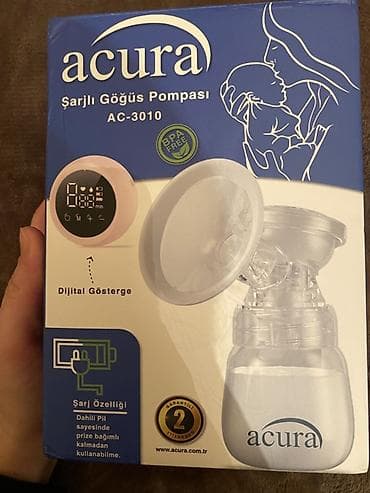 acura
Şarjlı Göğüs Pompası
AC-3010
BPA
FREE
Dijital Gösterge
Şarj Özelliği
Dahili Pil
sayesinde
prize bağımlı
kalmadan
kullanabilme.
2
www.acura.com.tr
acura